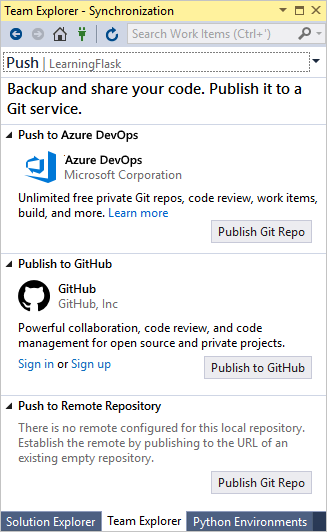 Team Explorer - Synchronization
Search Work Items (Ctrl+')
Push | LearningFlask
Backup and share your code. Publish it to a
Git service.
Push to Azure DevOps
Azure DevOps
Microsoft Corporation
Unlimited free private Git repos, code review, work items,
build, and more. Learn more
Publish Git Repo
Publish to GitHub
GitHub
GitHub, Inc
Powerful collaboration, code review, and code
management for open source and private projects.
Sign in or Sign up
Publish to GitHub
Push to Remote Repository
There is no remote configured for this local repository.
Establish the remote by publishing to the URL of an
existing empty repository.
Publish Git Repo
Solution Explorer Team Explorer Python Environments